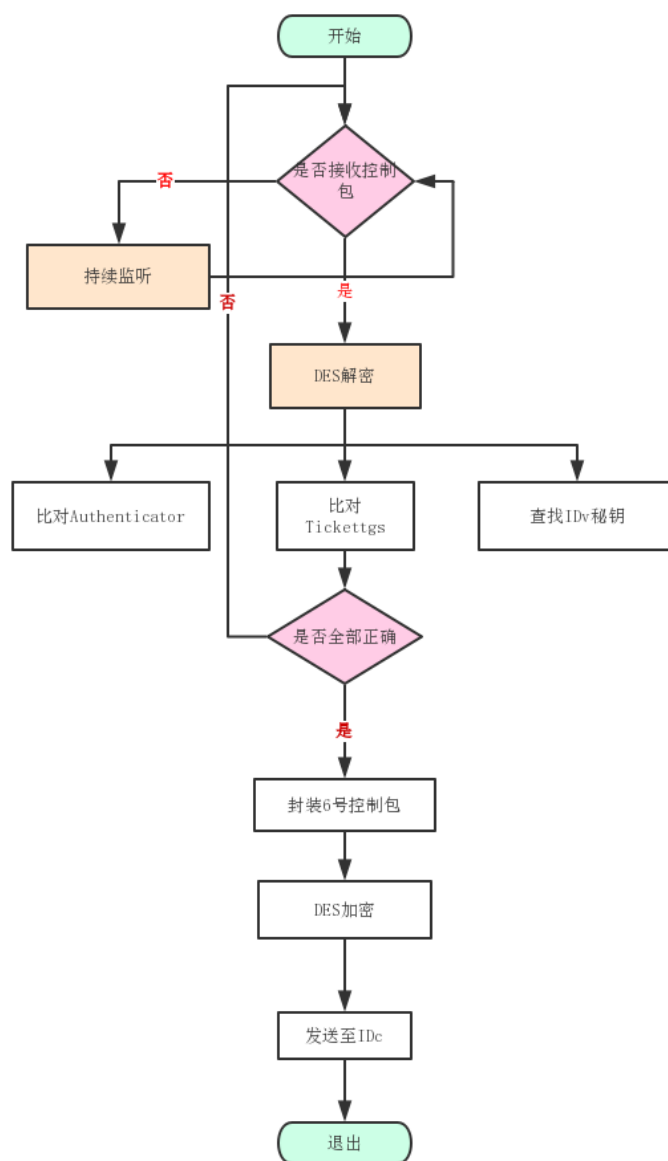 开始
是否接收控制
包
否
持续监听
否
是
DES解密
比对Authenticator
比对
Tickettgs
查找IDv秘钥
是否全部正确
是
封装6号控制包
DES加密
发送至IDc
退出